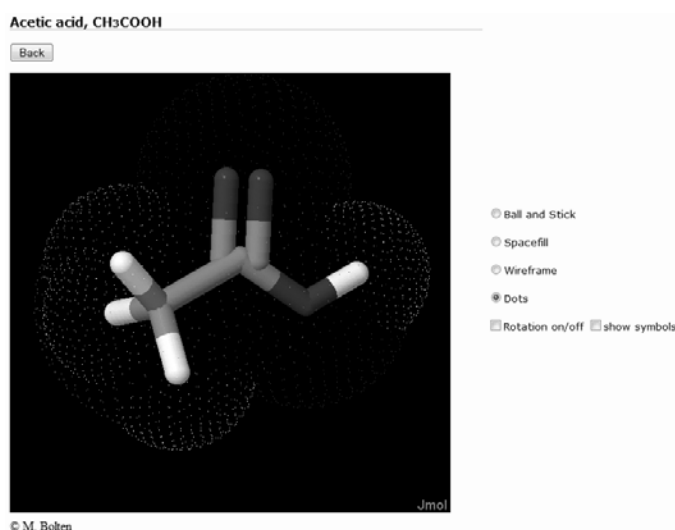 Acetic acid, CH3COOH
Back
Ball and Stick
Spacefill
Wireframe
Dots
Rotation on/off show symbols
Jmol
© M. Bolten